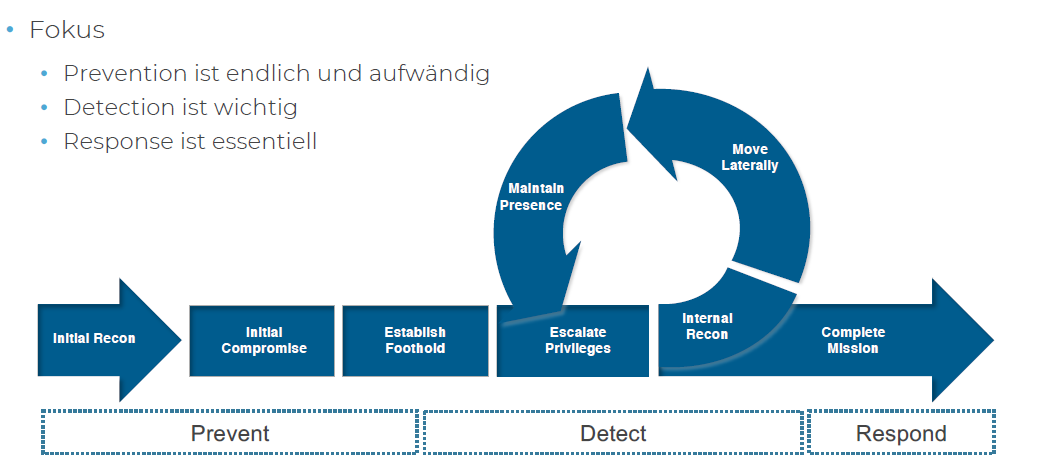 Fokus
Prevention ist endlich und aufwändig
Detection ist wichtig
Response ist essentiell
Move
Laterally
Maintain
Presence
Initial Recon
Initial
Compromise
Establish
Foothold
Escalate
Privileges
Internal
Recon
Complete
Mission
Prevent
Detect
Respond